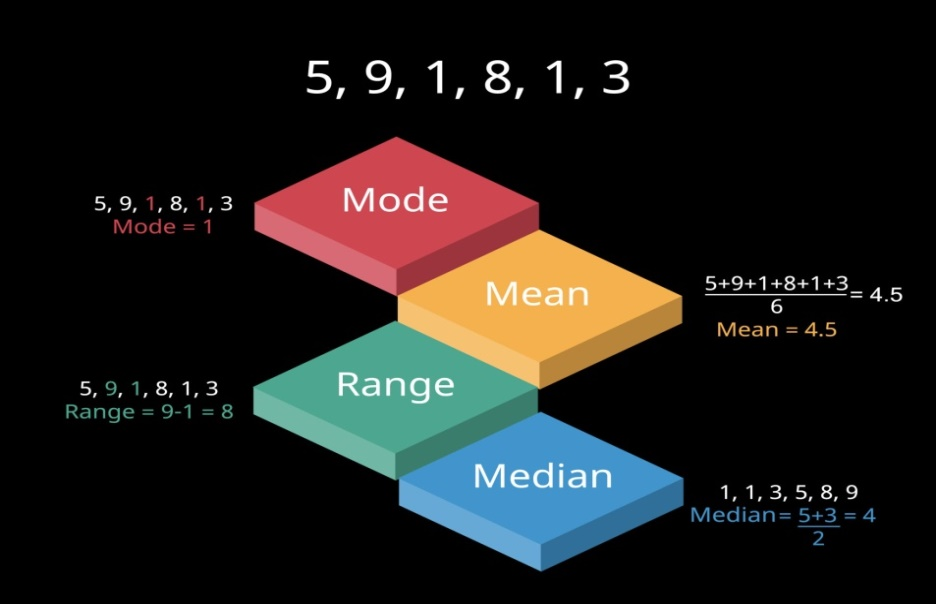 5, 9, 1, 8, 1, 3
Mode
5, 9, 1, 8, 1, 3
Mode = 1
Mean
5+9+1+8+1+3
6
= 4.5
Mean = 4.5
Range
5, 9, 1, 8, 1, 3
Range = 9-1 = 8
Median
1, 1, 3, 5, 8, 9
Median= 5+3 = 4
2